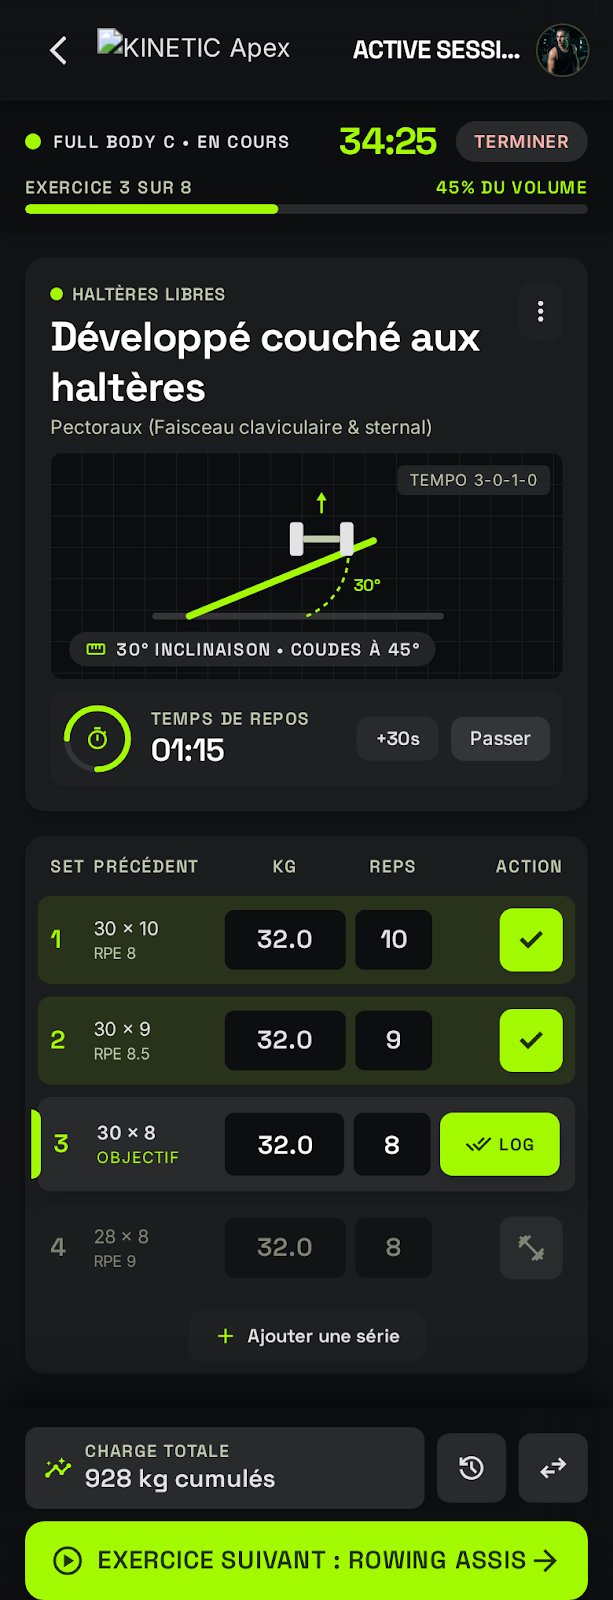 KINETIC Apex
ACTIVE SESSI...
FULL BODY C • EN COURS
34:25
TERMINER
EXERCICE 3 SUR 8
45% DU VOLUME
HALTÈRES LIBRES
Développé couché aux
haltères
Pectoraux (Faisceau claviculaire & sternal)
TEMPO 3-0-1-0
30°
30° INCLINAISON • COUDES À 45°
TEMPS DE REPOS
01:15
+30s
Passer
SET PRÉCÉDENT KG REPS ACTION
1 30 × 10 32.0 10
RPE 8
2 30 × 9 32.0 9
RPE 8.5
3 30 × 8 32.0 8 LOG
OBJECTIF
4 28 × 8 32.0 8
RPE 9
+ Ajouter une série
CHARGE TOTALE
928 kg cumulés
EXERCICE SUIVANT : ROWING ASSIS